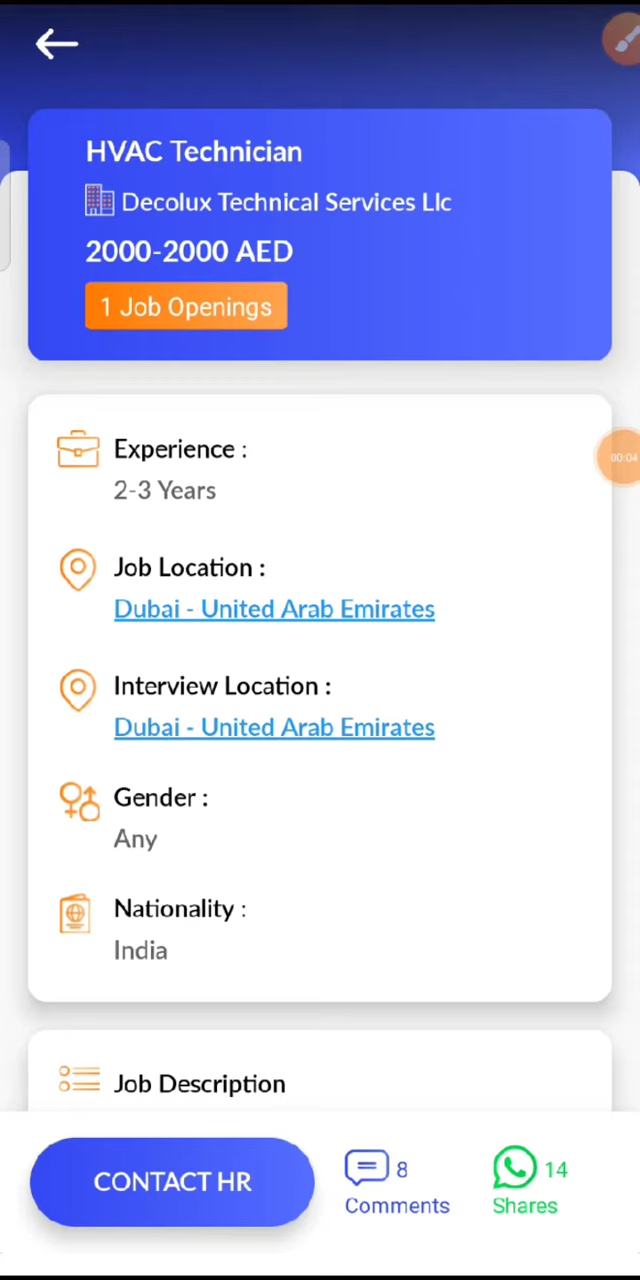 HVAC Technician
Decolux Technical Services Llc
2000-2000 AED
1 Job Openings
Experience :
2-3 Years
00:04
Job Location :
Dubai - United Arab Emirates
Interview Location :
Dubai - United Arab Emirates
Gender :
Any
Nationality :
India
Job Description
CONTACT HR
8
Comments
14
Shares